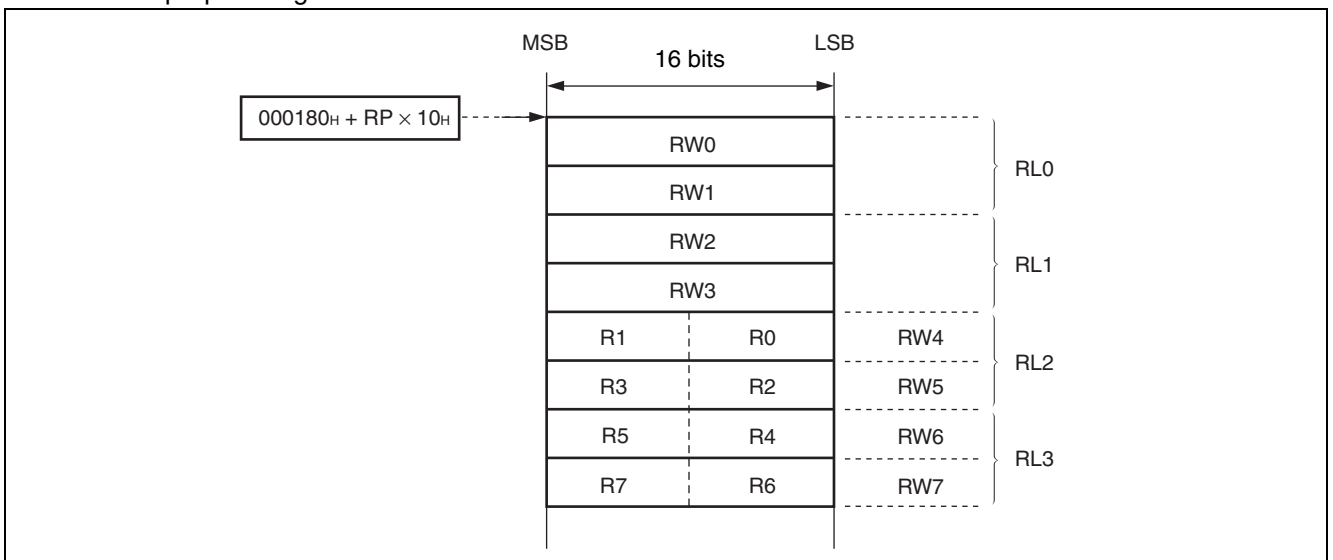 MSB LSB
16 bits
000180H + RP × 10H
RW0
RL0
RW1
RW2
RL1
RW3
R1 R0 RW4
RL2
R3 R2 RW5
R5 R4 RW6
RL3
R7 R6 RW7